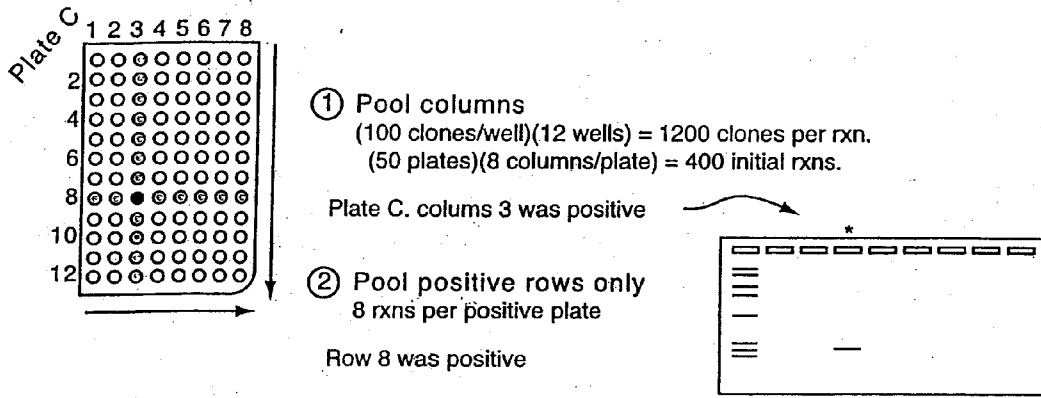 Plate C
1 2 3 4 5 6 7 8
2
4
6
8
10
12
① Pool columns
(100 clones/well)(12 wells) = 1200 clones per rxn.
(50 plates)(8 columns/plate) = 400 initial rxns.
Plate C. colums 3 was positive
*
② Pool positive rows only
8 rxns per positive plate
Row 8 was positive